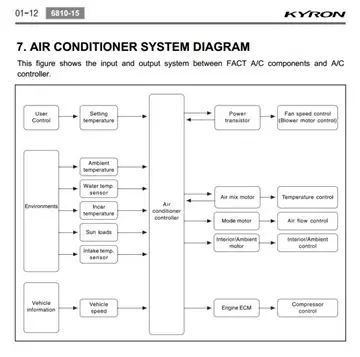 01-12 6810-15 KYRON
7. AIR CONDITIONER SYSTEM DIAGRAM
This figure shows the input and output system between FACT A/C components and A/C
controller.
User
Control
Setting
temperature
Environments
Ambient
temperature
Water temp.
sensor
Incar
temperature
Sun loads
Intake temp.
sensor
Vehicle
information
Vehicle
speed
Air
conditioner
controller
Power
transistor
Fan speed control
(Blower motor control)
Air mix motor
Temperature control
Mode motor
Air flow control
Interior/Ambient
motor
Interior/Ambient
control
Engine ECM
Compressor
control